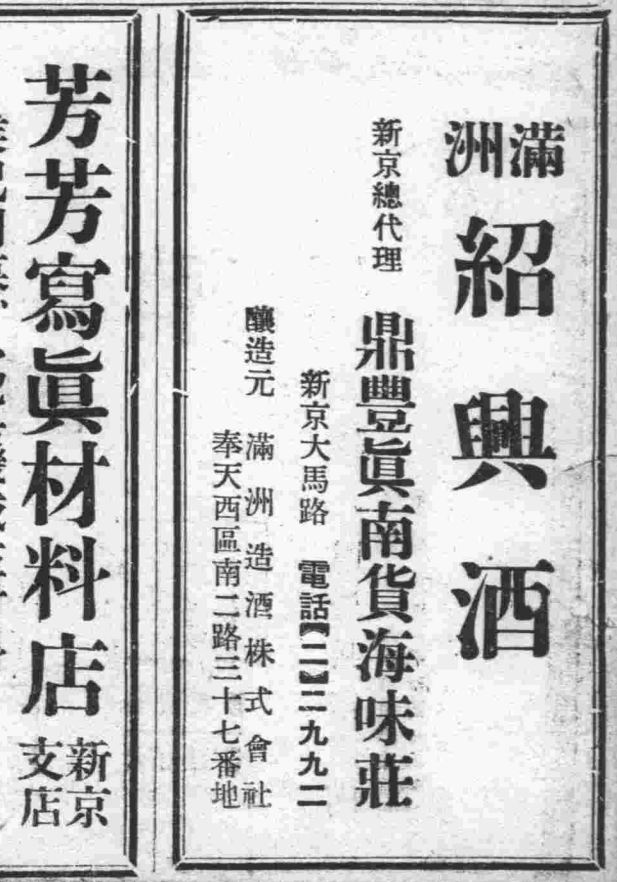 滿洲
紹興酒
新京總代理 鼎豐眞南貨海味莊
新京大馬路 電話【二】二九九二
釀造元 滿洲造酒株式會社
奉天西區南二路三十七番地
芳芳寫眞材料店 新京支店